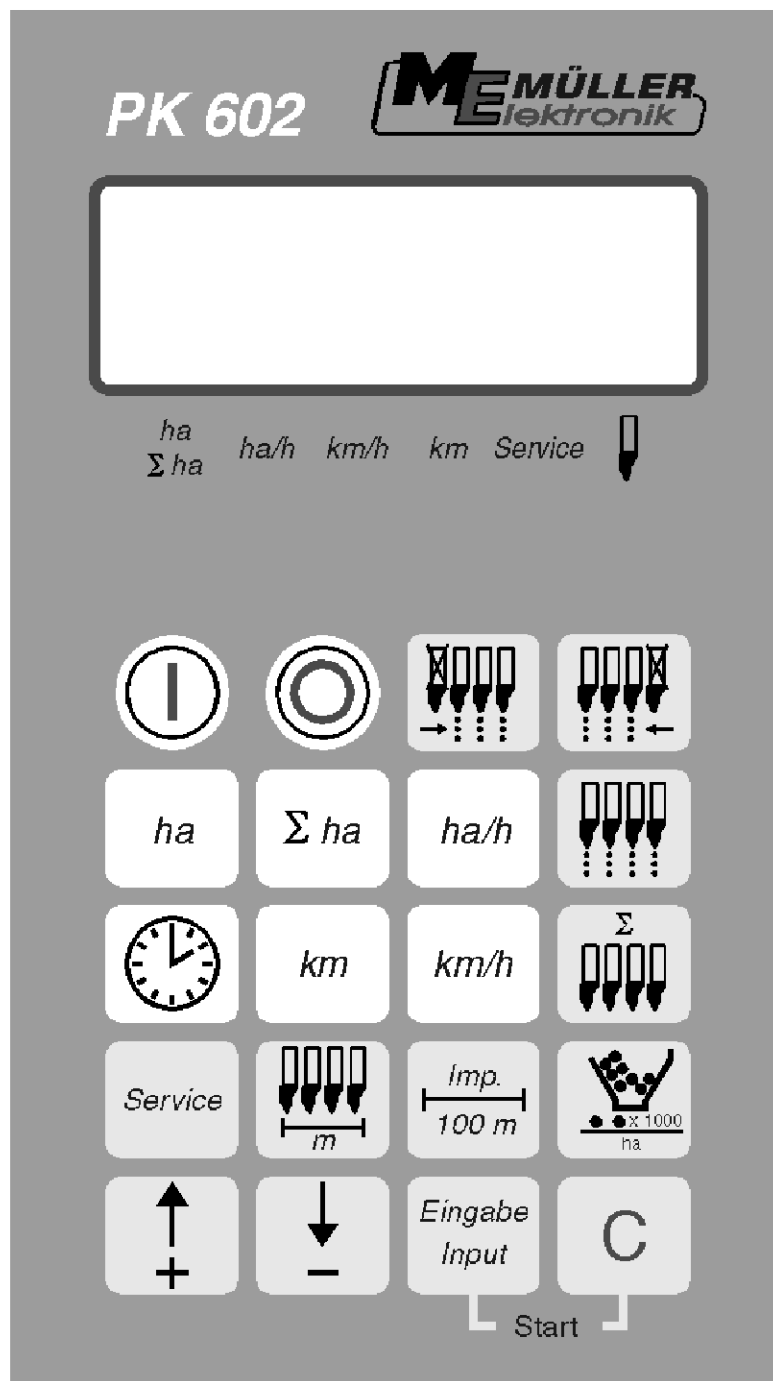 PK 602
ME MÜLLER
Elektronik
ha
Σ ha
ha/h
km/h
km
Service
ha
Σ ha
ha/h
km
km/h
Σ
Service
m
Imp.
100 m
x 1000
ha
+
−
Eingabe
Input
C
Start